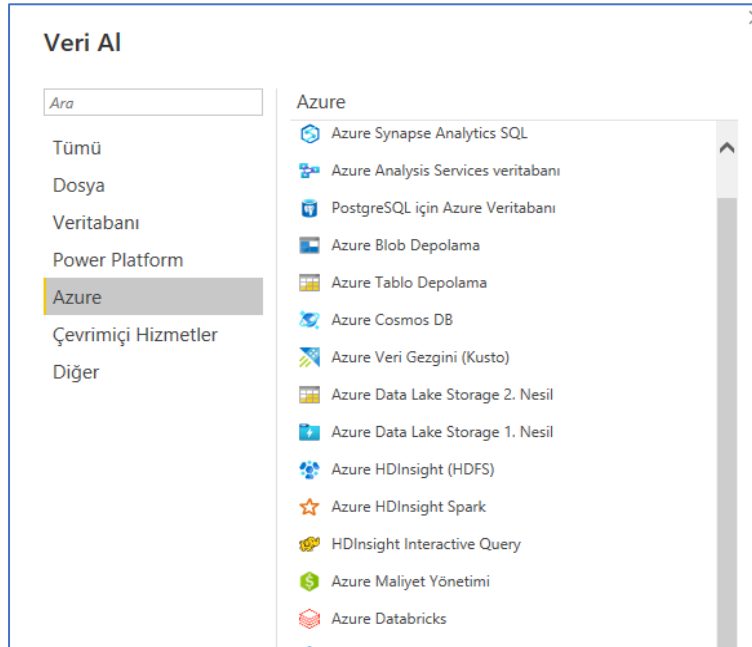 Veri Al
Ara
Tümü
Dosya
Veritabanı
Power Platform
Azure
Çevrimiçi Hizmetler
Diğer
Azure
Azure Synapse Analytics SQL
Azure Analysis Services veritabanı
PostgreSQL için Azure Veritabanı
Azure Blob Depolama
Azure Tablo Depolama
Azure Cosmos DB
Azure Veri Gezgini (Kusto)
Azure Data Lake Storage 2. Nesil
Azure Data Lake Storage 1. Nesil
Azure HDInsight (HDFS)
Azure HDInsight Spark
HDInsight Interactive Query
Azure Maliyet Yönetimi
Azure Databricks